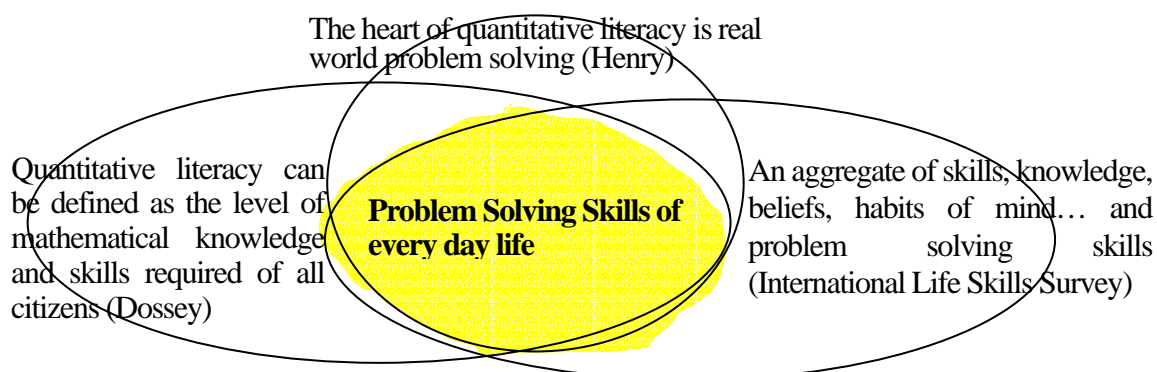 The heart of quantitative literacy is real
world problem solving (Henry)
Quantitative literacy can
be defined as the level of
mathematical knowledge
and skills required of all
citizens (Dossey)
Problem Solving Skills of
every day life
An aggregate of skills, knowledge,
beliefs, habits of mind… and
problem solving skills
(International Life Skills Survey)